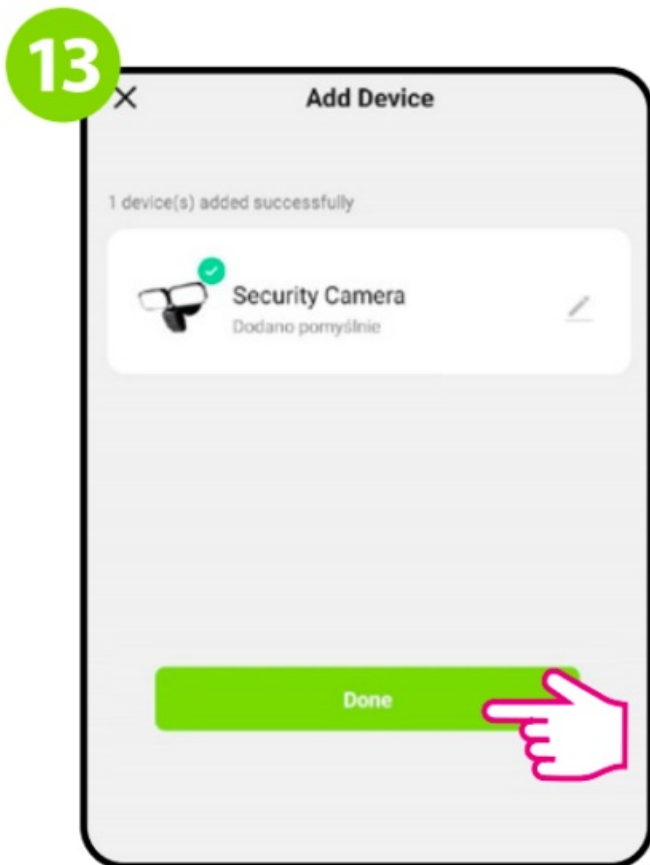 13
Add Device
1 device(s) added successfully
Security Camera
Dodano pomyślnie
Done